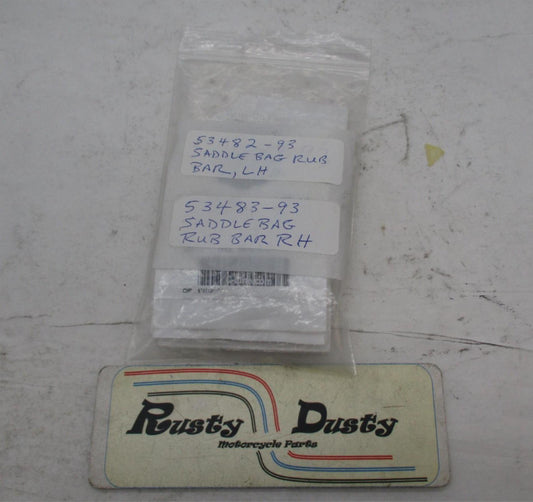 53482-93
SADDLE BAG RUB
BAR, LH
53483-93
SADDLEBAG
RUB BAR RH
Rusty Dusty
Motorcycle Parts